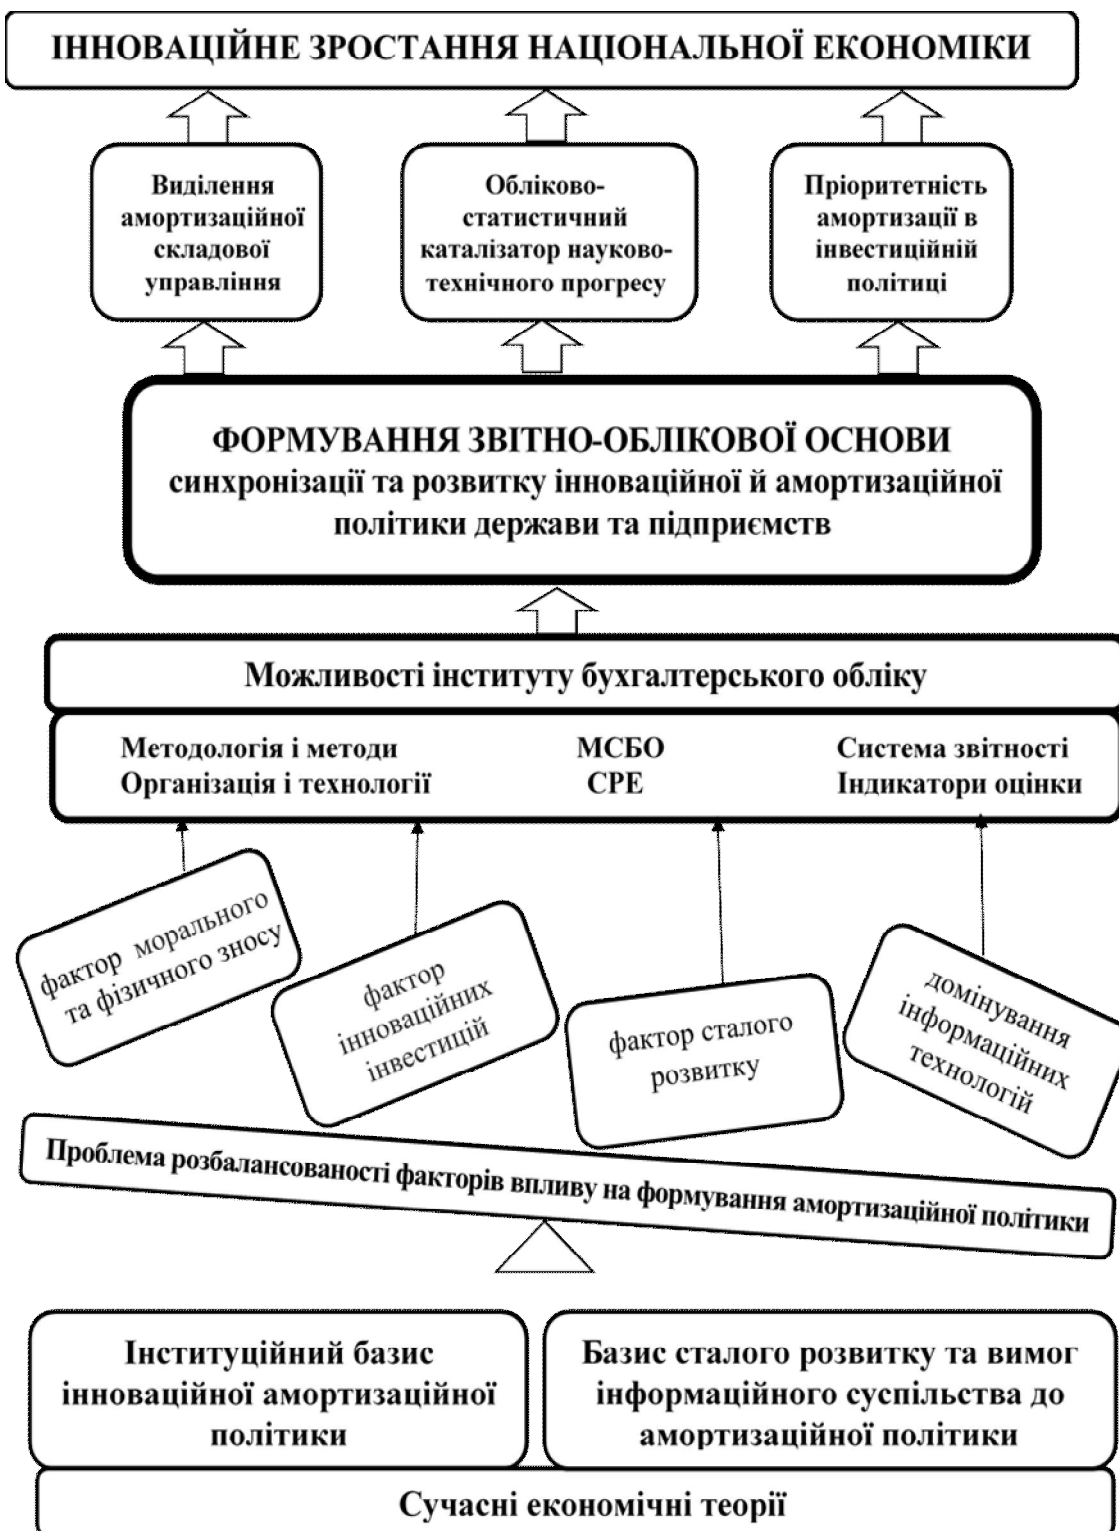 ІННОВАЦІЙНЕ ЗРОСТАННЯ НАЦІОНАЛЬНОЇ ЕКОНОМІКИ
Виділення
амортизаційної
складової
управління
Обліково-
статистичний
каталізатор науково-
технічного прогресу
Пріоритетність
амортизації в
інвестиційній
політиці
ФОРМУВАННЯ ЗВІТНО-ОБЛІКОВОЇ ОСНОВИ
синхронізації та розвитку інноваційної й амортизаційної
політики держави та підприємств
Можливості інституту бухгалтерського обліку
Методологія і методи
Організація і технології
МСБО
СРЕ
Система звітності
Індикатори оцінки
фактор морального
та фізичного зносу
фактор
інноваційних
інвестицій
фактор сталого
розвитку
домінування
інформаційних
технологій
Проблема розбалансованості факторів впливу на формування амортизаційної політики
Інституційний базис
інноваційної амортизаційної
політики
Базис сталого розвитку та вимог
інформаційного суспільства до
амортизаційної політики
Сучасні економічні теорії